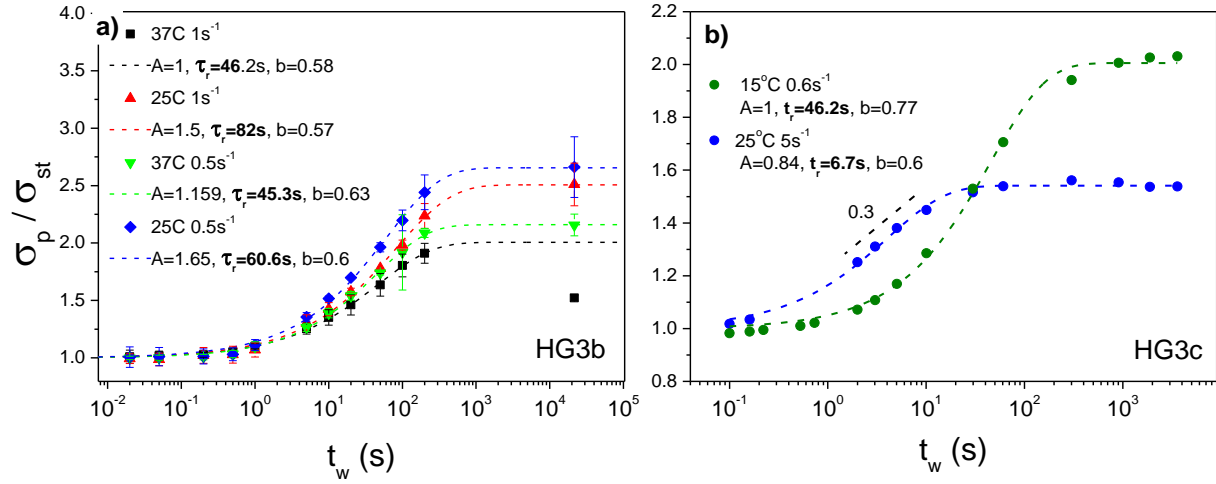 a)
4.0
3.5
3.0
2.5
2.0
1.5
1.0
σp / σst
37C 1s-1
A=1, τr=46.2s, b=0.58
25C 1s-1
A=1.5, τr=82s, b=0.57
37C 0.5s-1
A=1.159, τr=45.3s, b=0.63
25C 0.5s-1
A=1.65, τr=60.6s, b=0.6
HG3b
10-2 10-1 100 101 102 103 104 105
tw (s)
b)
2.2
2.0
1.8
1.6
1.4
1.2
1.0
0.8
15oC 0.6s-1
A=1, tr=46.2s, b=0.77
25oC 5s-1
A=0.84, tr=6.7s, b=0.6
0.3
HG3c
10-1 100 101 102 103
tw (s)